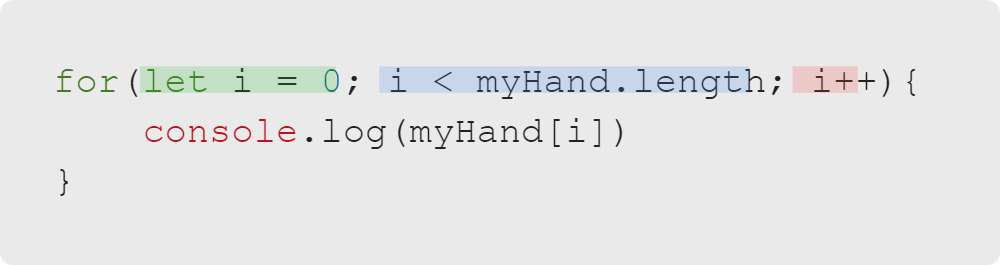 for(let i = 0; i < myHand.length; i++){
    console.log(myHand[i])
}